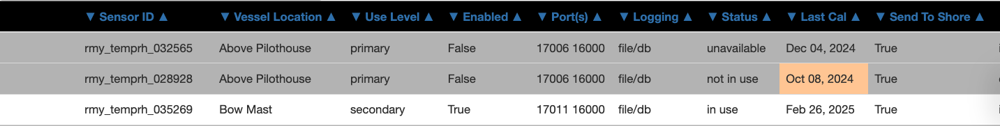 ▼ Sensor ID ▲ ▼ Vessel Location ▲ ▼ Use Level ▲ ▼ Enabled ▲ ▼ Port(s) ▲ ▼ Logging ▲ ▼ Status ▲ ▼ Last Cal ▲ ▼ Send To Shore ▲
rmy_temprh_032565 Above Pilothouse primary False 17006 16000 file/db unavailable Dec 04, 2024 True
rmy_temprh_028928 Above Pilothouse primary False 17006 16000 file/db not in use Oct 08, 2024 True
rmy_temprh_035269 Bow Mast secondary True 17011 16000 file/db in use Feb 26, 2025 True